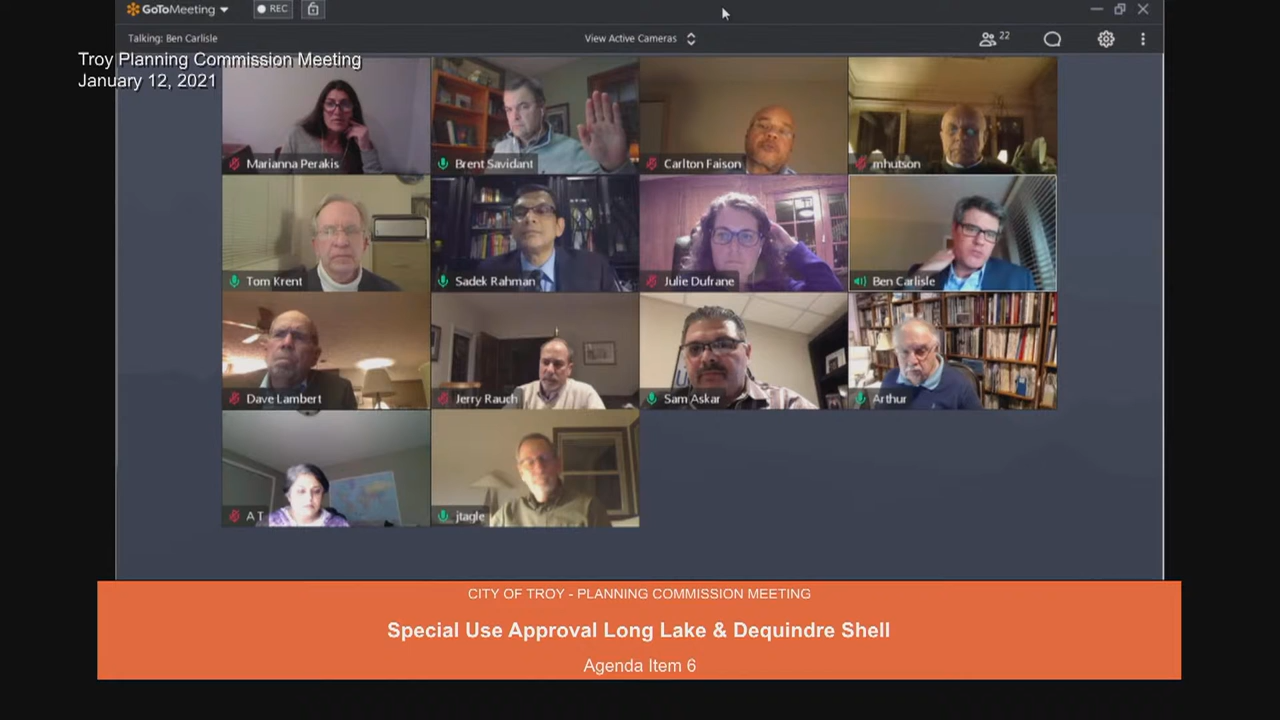 GoToMeeting
REC
Talking: Ben Carlisle
View Active Cameras
22
Troy Planning Commission Meeting
January 12, 2021
Marianna Perakis
Brent Savidant
Carlton Faison
mhutson
Tom Krent
Sadek Rahman
Julie Dufrane
Ben Carlisle
Dave Lambert
Jerry Rauch
Sam Askar
Arthur
A T
jtagle
CITY OF TROY - PLANNING COMMISSION MEETING
Special Use Approval Long Lake & Dequindre Shell
Agenda Item 6